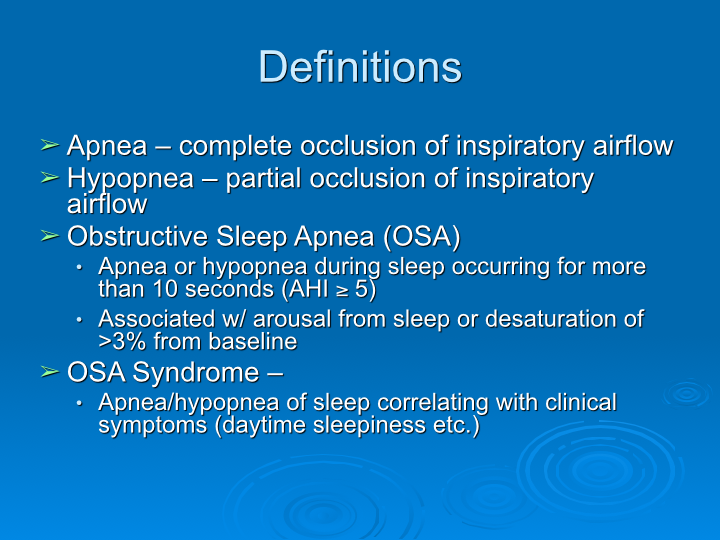 Definitions
➢ Apnea – complete occlusion of inspiratory airflow
➢ Hypopnea – partial occlusion of inspiratory
airflow
➢ Obstructive Sleep Apnea (OSA)
• Apnea or hypopnea during sleep occurring for more
than 10 seconds (AHI ≥ 5)
• Associated w/ arousal from sleep or desaturation of
>3% from baseline
➢ OSA Syndrome –
• Apnea/hypopnea of sleep correlating with clinical
symptoms (daytime sleepiness etc.)